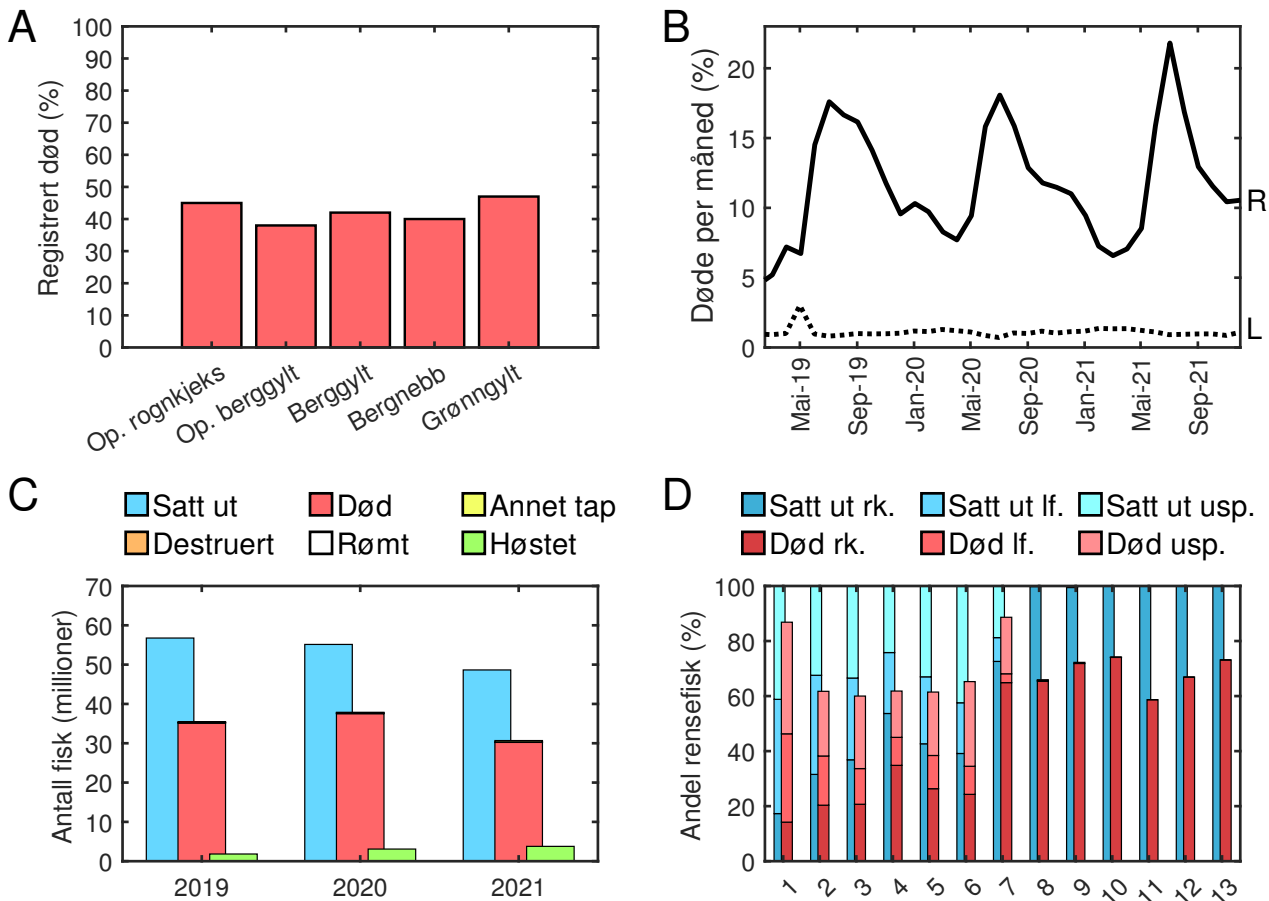 A
Registrert død (%)
100
90
80
70
60
50
40
30
20
10
0
Op. rognkjeks
Op. berggylt
Berggylt
Bergnebb
Grønngylt
B
Døde per måned (%)
20
15
10
5
0
R
L
Mai-19
Sep-19
Jan-20
Mai-20
Sep-20
Jan-21
Mai-21
Sep-21
C
Satt ut
Død
Annet tap
Destruert
Rømt
Høstet
Antall fisk (millioner)
70
60
50
40
30
20
10
0
2019
2020
2021
D
Satt ut rk.
Satt ut lf.
Satt ut usp.
Død rk.
Død lf.
Død usp.
Andel rensefisk (%)
100
80
60
40
20
0
1
2
3
4
5
6
7
8
9
10
11
12
13